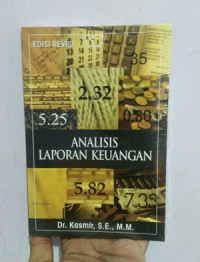 EDISI REVISI
35
2.32
5.25
0.80
ANALISIS
LAPORAN KEUANGAN
5.82
7.38
Dr. Kasmir, S.E., M.M.